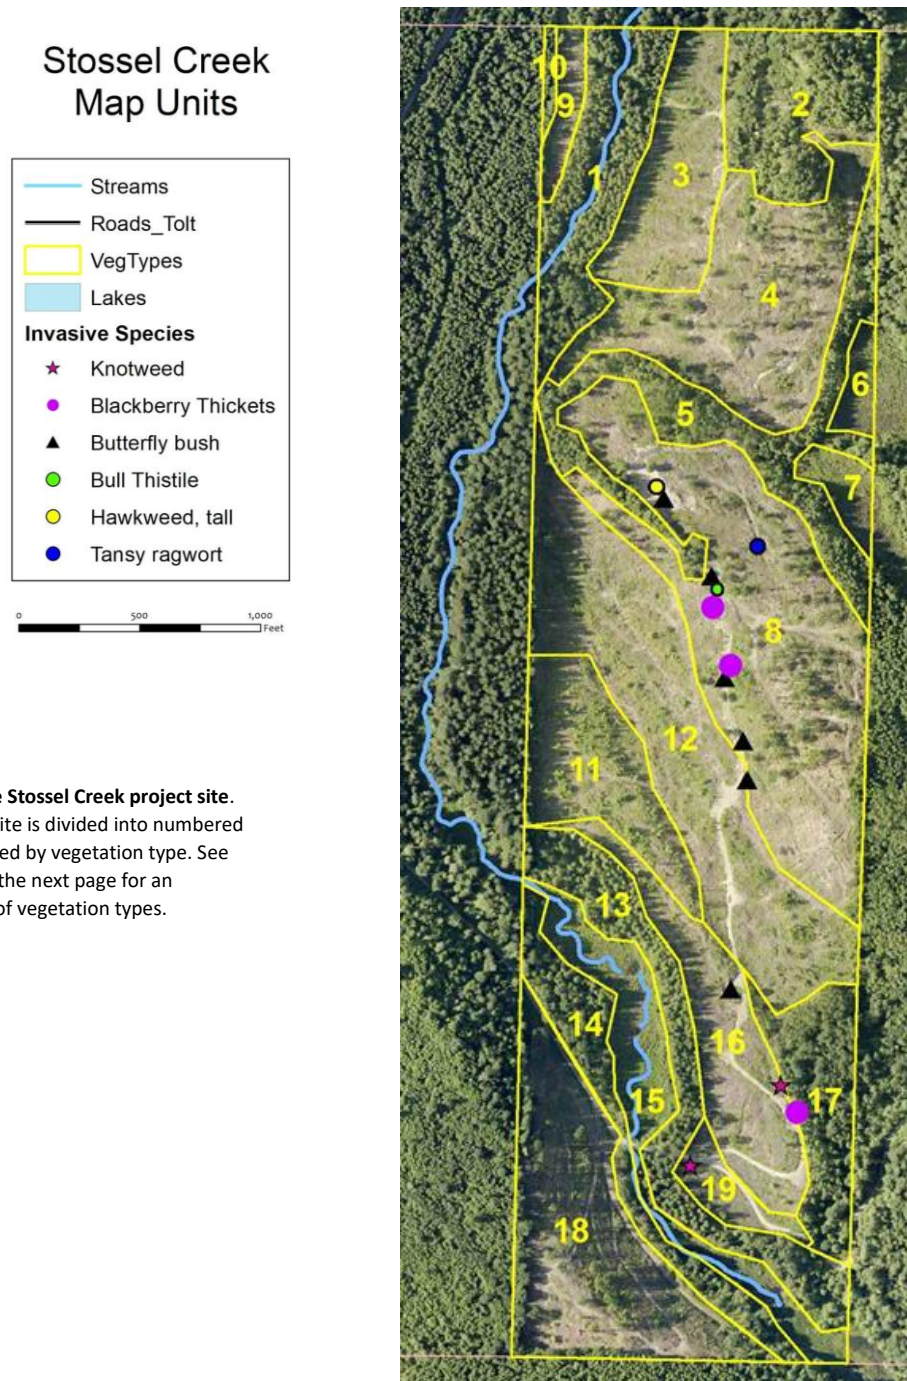 Stossel Creek
Map Units
Streams
Roads_Tolt
VegTypes
Lakes
Invasive Species
Knotweed
Blackberry Thickets
Butterfly bush
Bull Thistile
Hawkweed, tall
Tansy ragwort
0 500 1,000
Feet
Stossel Creek project site.
ite is divided into numbered
ed by vegetation type. See
the next page for an
of vegetation types.
10
2
9
1
3
4
6
5
7
8
12
11
13
14
16
15
17
19
18